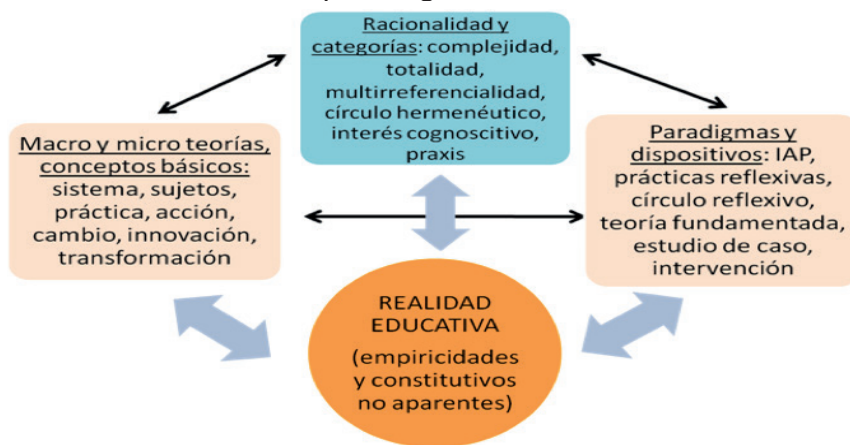 Racionalidad y
categorías: complejidad,
totalidad,
multirreferencialidad,
círculo hermenéutico,
interés cognoscitivo,
praxis
Macro y micro teorías,
conceptos básicos:
sistema, sujetos,
práctica, acción,
cambio, innovación,
transformación
Paradigmas y
dispositivos: IAP,
prácticas reflexivas,
círculo reflexivo,
teoría fundamentada,
estudio de caso,
intervención
REALIDAD
EDUCATIVA
(empiricidades
y constitutivos
no aparentes)